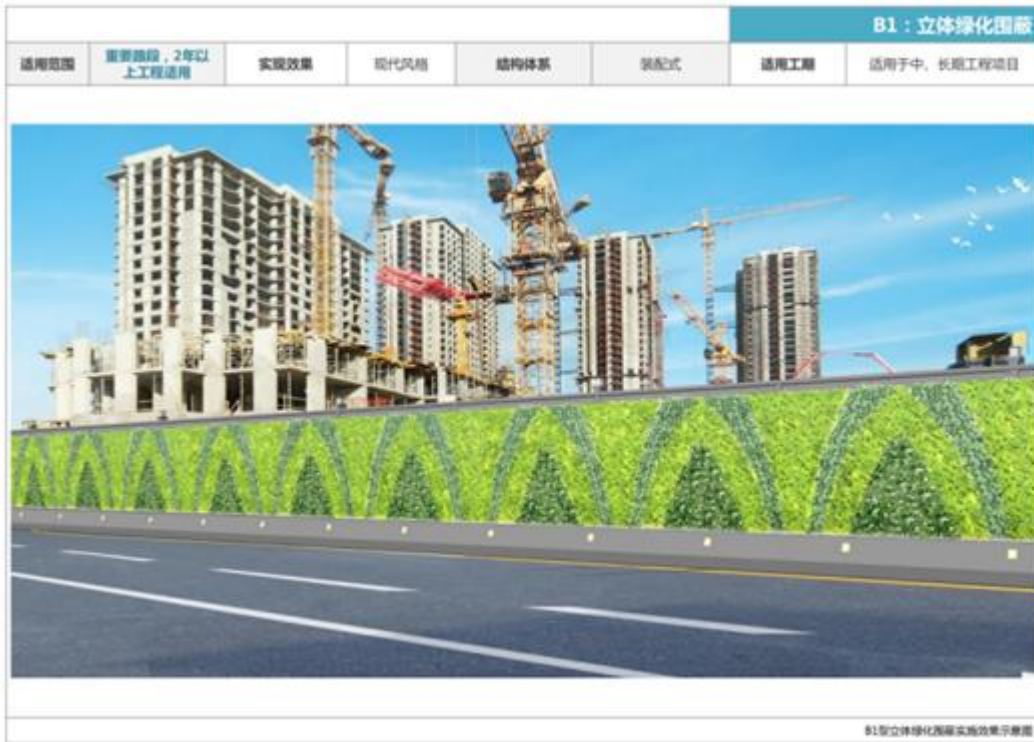 B1：立体绿化围蔽
适用范围
重要路段，2年以
上工程适用
实现效果
现代风格
结构体系
装配式
适用工期
适用于中、长期工程项目
B1型立体绿化围蔽实施效果示意图